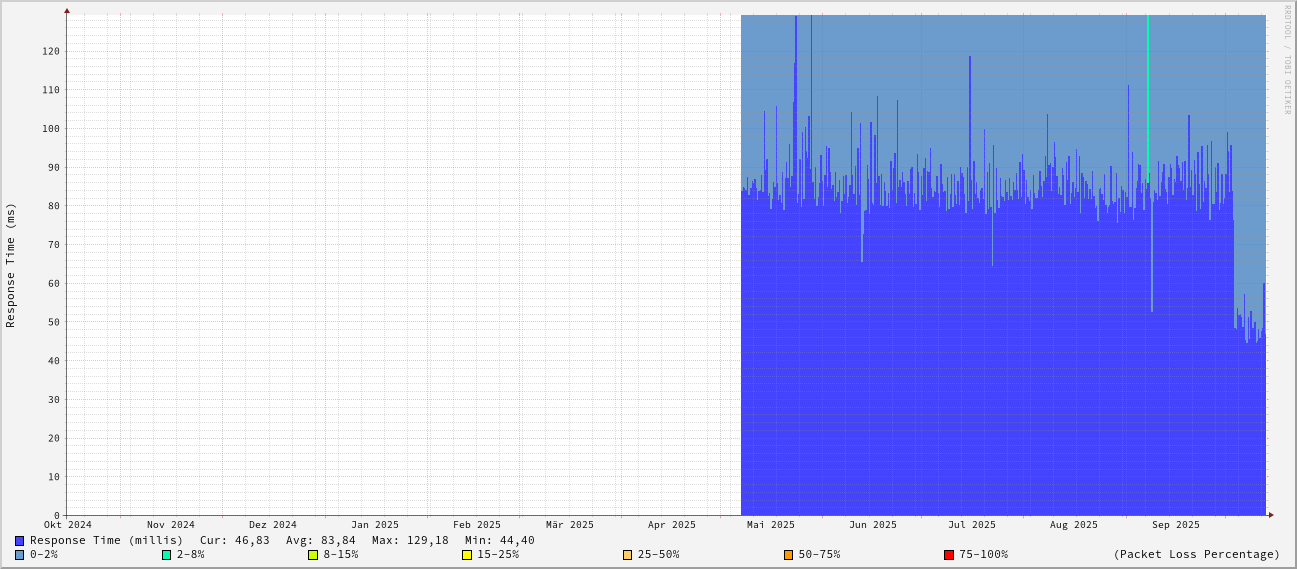 RRDTOOL / TOBI OETIKER
Response Time (ms)
120
110
100
90
80
70
60
50
40
30
20
10
0
Okt 2024 Nov 2024 Dez 2024 Jan 2025 Feb 2025 Mär 2025 Apr 2025 Mai 2025 Jun 2025 Jul 2025 Aug 2025 Sep 2025
Response Time (millis) Cur: 46,83 Avg: 83,84 Max: 129,18 Min: 44,40
0-2% 2-8% 8-15% 15-25% 25-50% 50-75% 75-100% (Packet Loss Percentage)